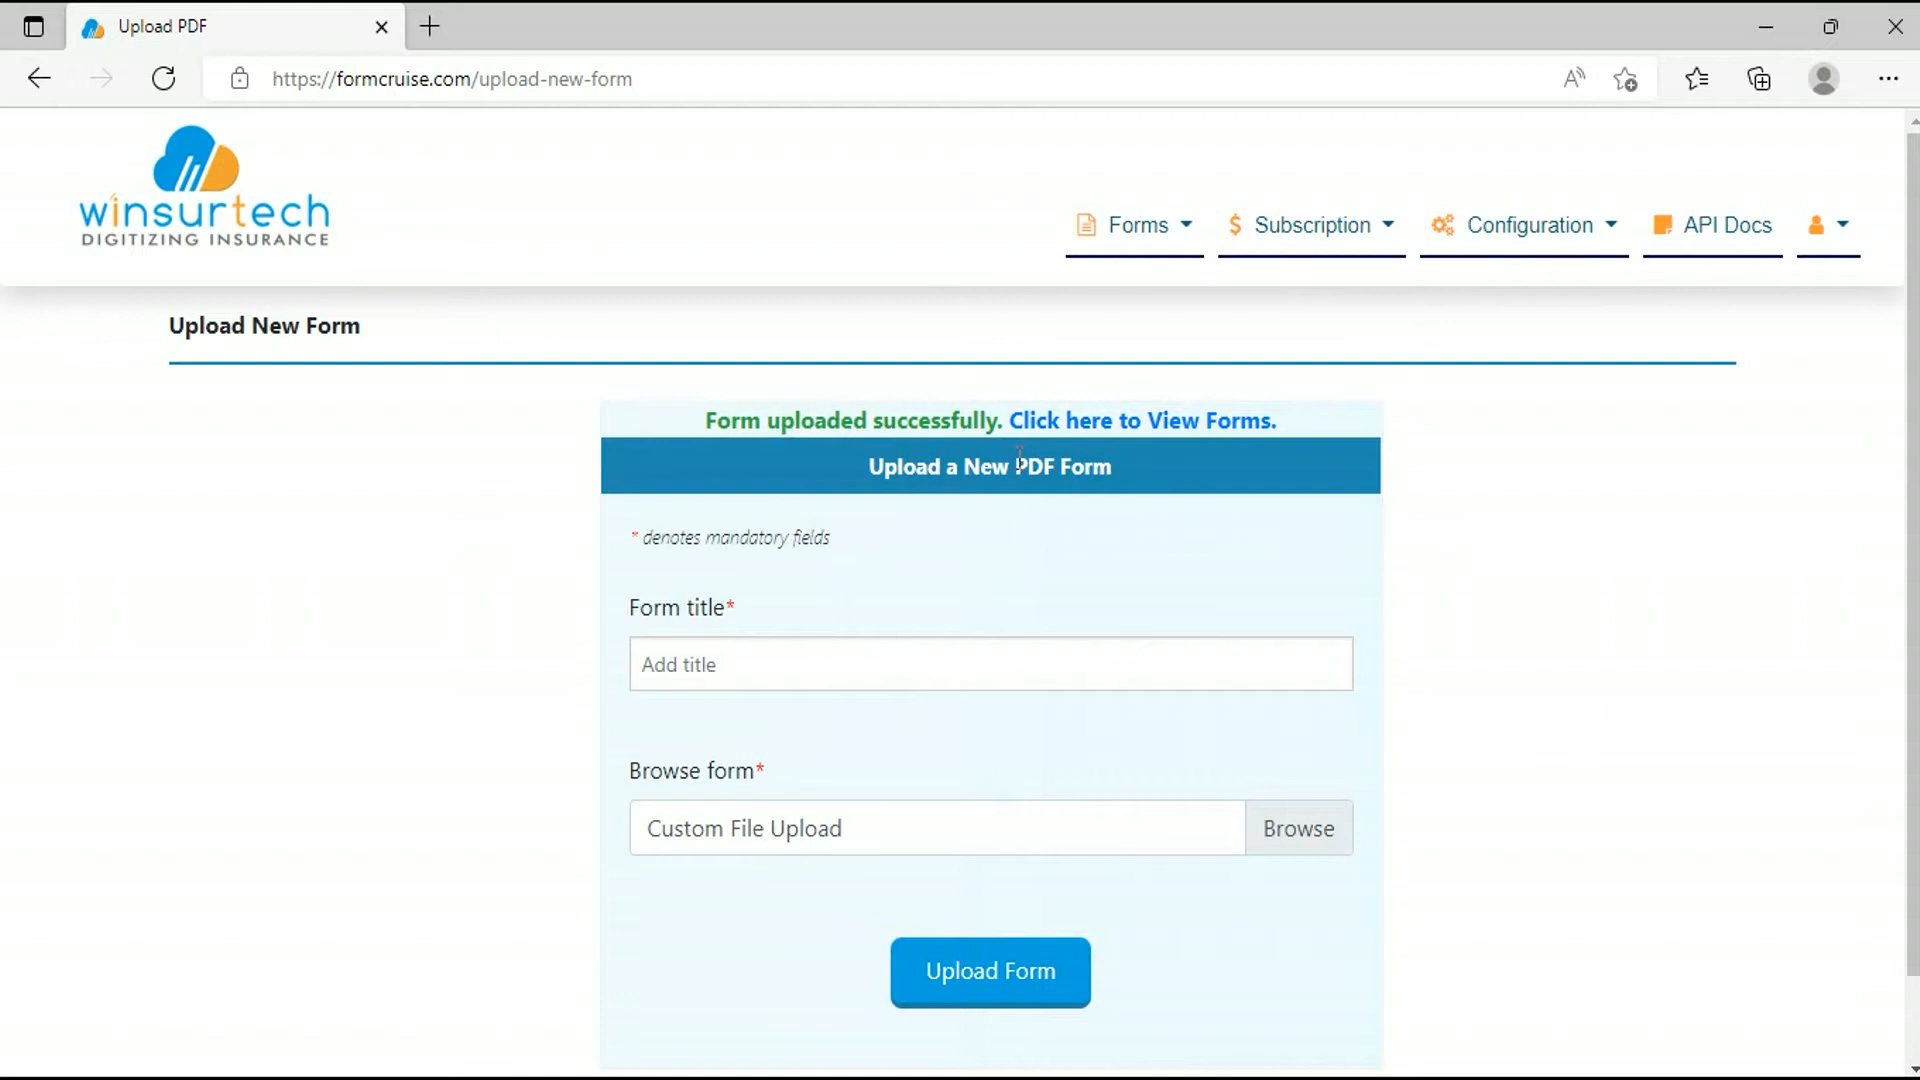 Upload PDF
https://formcruise.com/upload-new-form
winsurtech
DIGITIZING INSURANCE
Forms
$ Subscription
Configuration
API Docs
Upload New Form
Form uploaded successfully. Click here to View Forms.
Upload a New PDF Form
* denotes mandatory fields
Form title*
Add title
Browse form*
Custom File Upload
Browse
Upload Form